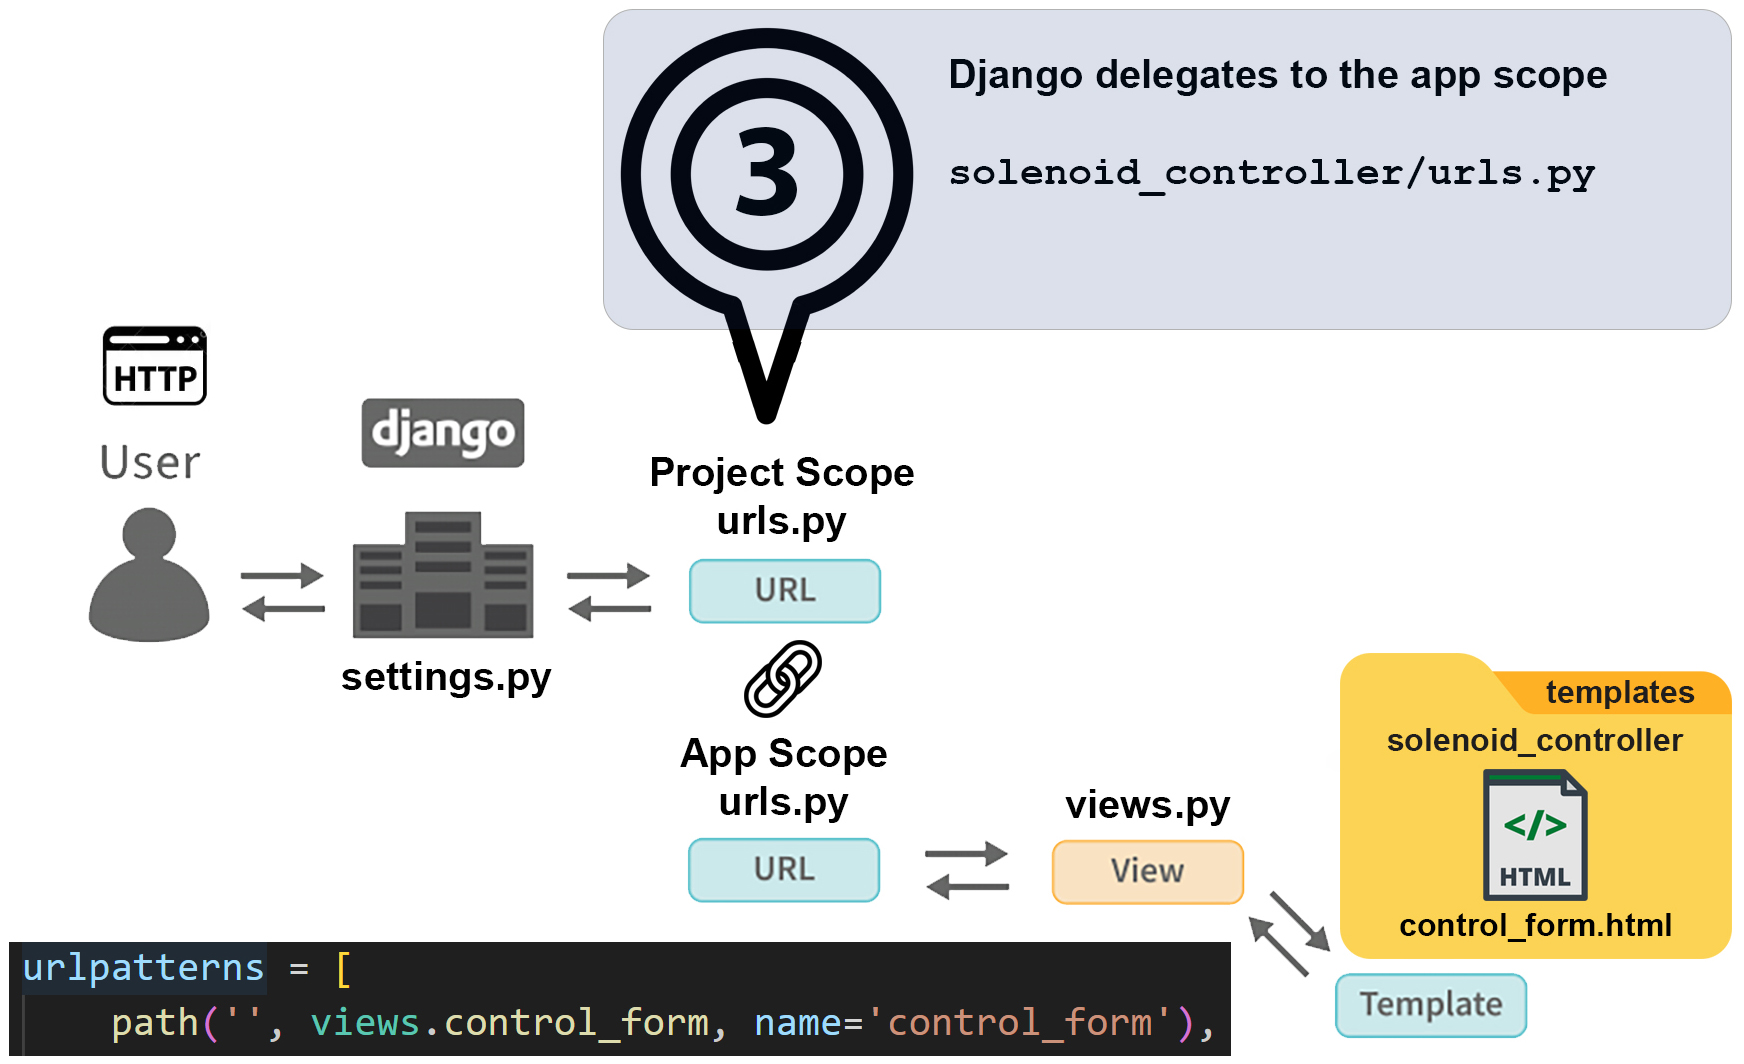 3
Django delegates to the app scope
solenoid_controller/urls.py
HTTP
User
django
settings.py
Project Scope
urls.py
URL
App Scope
urls.py
URL
views.py
View
templates
solenoid_controller
</>
HTML
control_form.html
Template
urlpatterns = [
path('', views.control_form, name='control_form'),